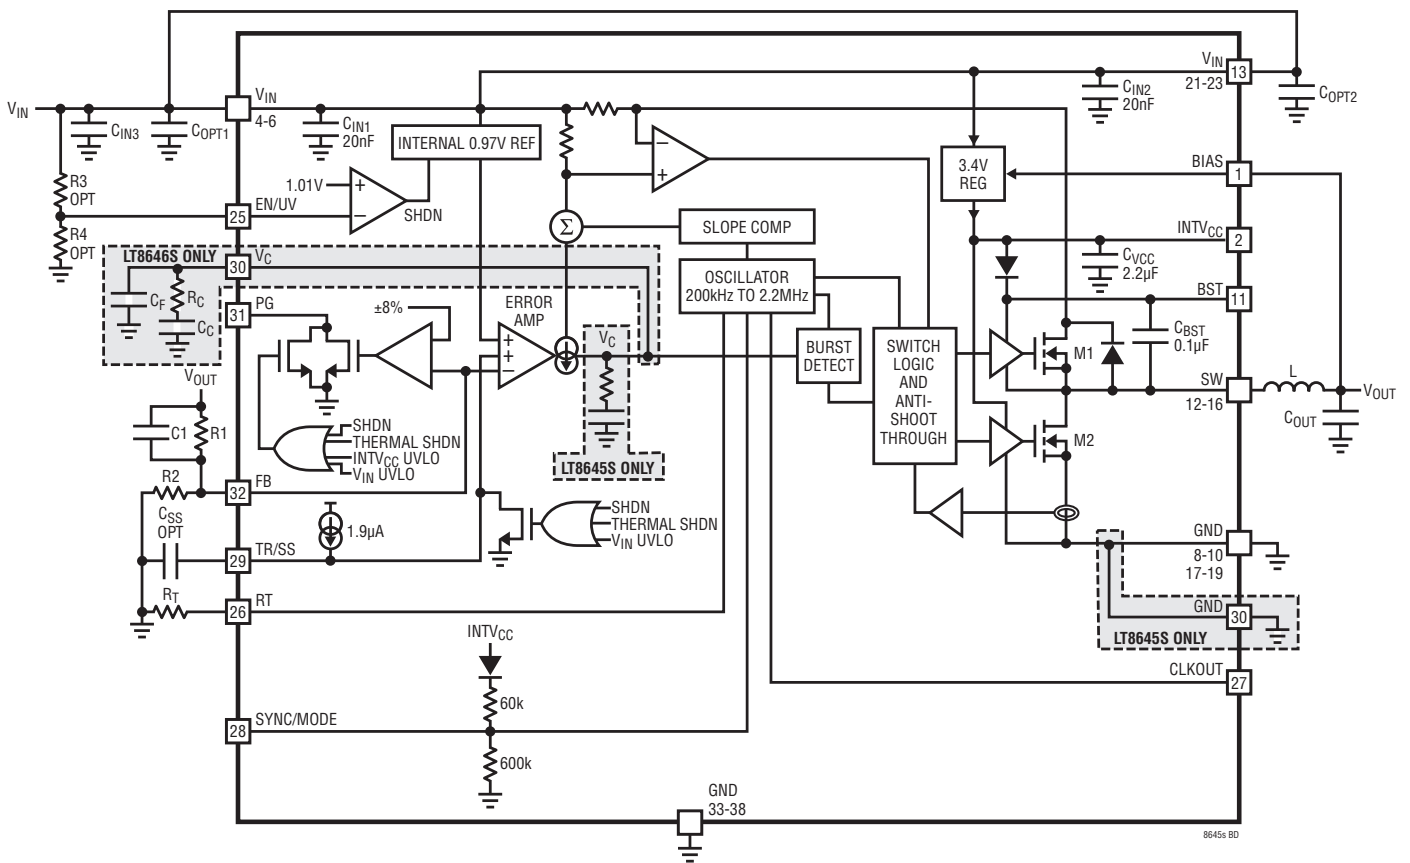 VIN
21-23
13
COPT2
CIN2
20nF
VIN
CIN3
COPT1
VIN
4-6
CIN1
20nF
INTERNAL 0.97V REF
1.01V
+
−
SHDN
R3
OPT
EN/UV
25
R4
OPT
−
+
3.4V
REG
BIAS
1
INTVCC
2
CVCC
2.2µF
BST
11
Σ
SLOPE COMP
OSCILLATOR
200kHz TO 2.2MHz
LT8646S ONLY
VC
30
CF
RC
CC
PG
31
±8%
ERROR
AMP
+
+
−
VC
LT8645S ONLY
BURST
DETECT
SWITCH
LOGIC
AND
ANTI-
SHOOT
THROUGH
M1
CBST
0.1µF
SW
12-16
L
VOUT
COUT
M2
VOUT
C1
R1
SHDN
THERMAL SHDN
INTVCC UVLO
VIN UVLO
R2
FB
32
CSS
OPT
1.9µA
TR/SS
29
SHDN
THERMAL SHDN
VIN UVLO
GND
8-10
17-19
RT
RT
26
GND
30
LT8645S ONLY
INTVCC
60k
CLKOUT
27
SYNC/MODE
28
600k
GND
33-38
8645s BD